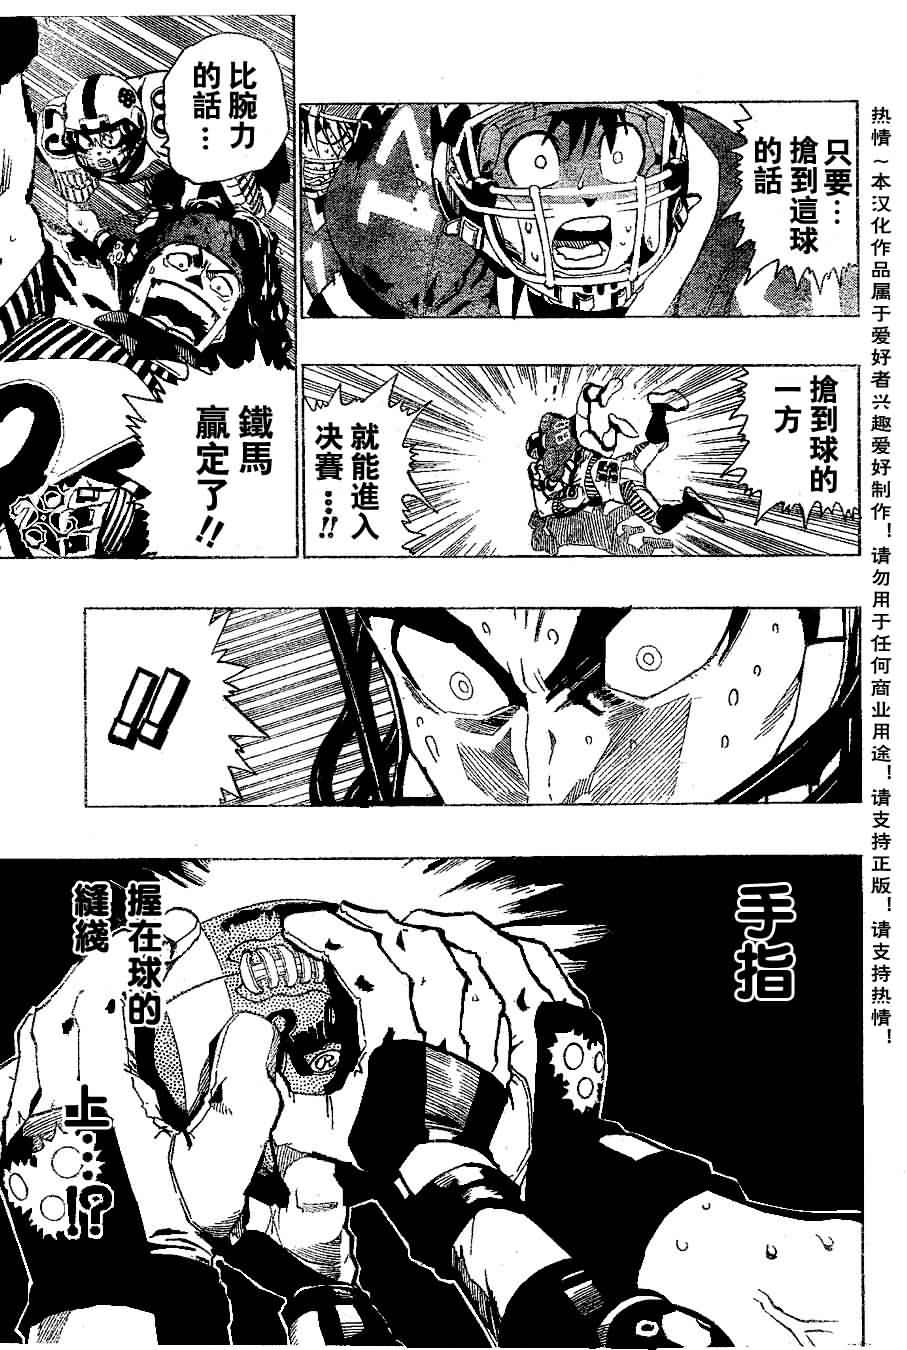 只要…
搶到這球
的話
搶到球的
一方
就能進入
決賽…!!
比腕力
的話…
鐵馬
贏定了!!
!!
手指
握在球的
縫綫
上…!?
R
热情~本汉化作品属于爱好者兴趣爱好制作!请勿用于任何商业用途!请支持正版!请支持热情!